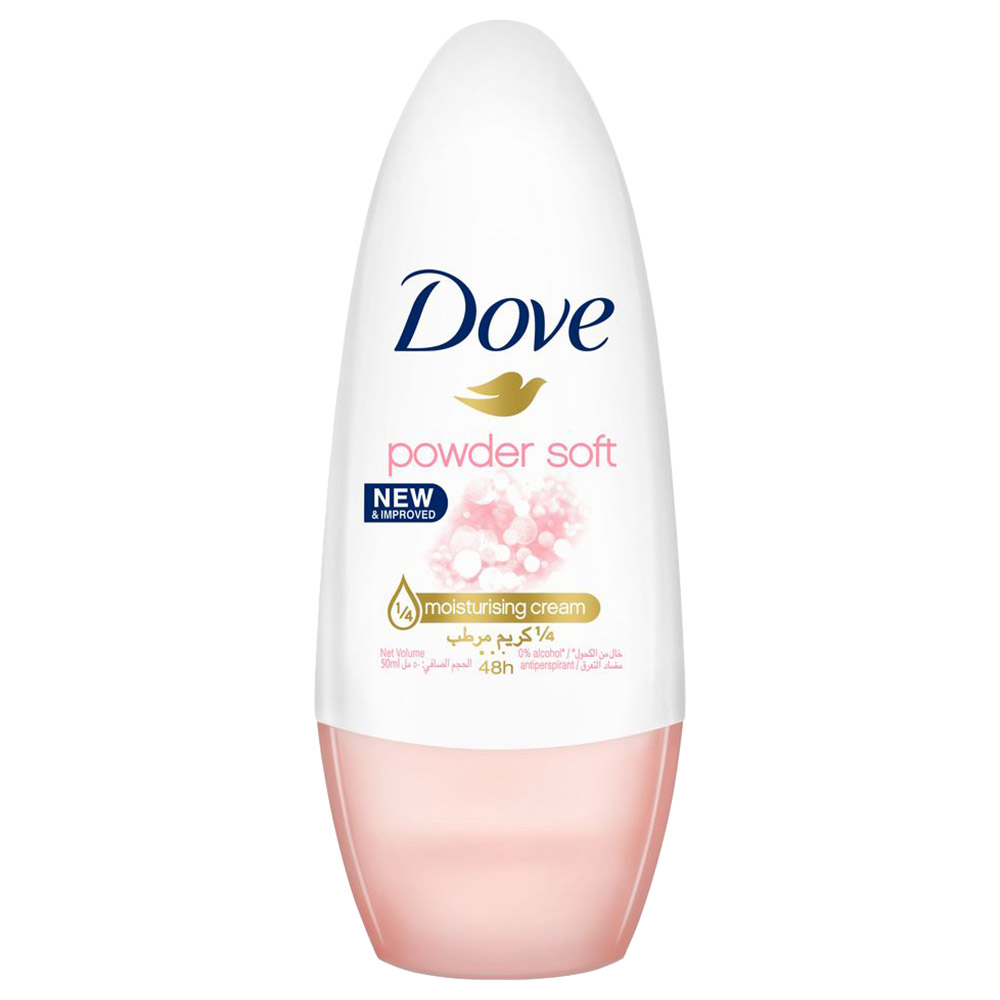 Dove
powder soft
NEW
& IMPROVED
1/4 moisturising cream
1/4 كريم مرطب
Net Volume
50ml الحجم الصافي: ٥٠ مل
48h
0% alcohol* / *خال من الكحول
antiperspirant / مضاد التعرق